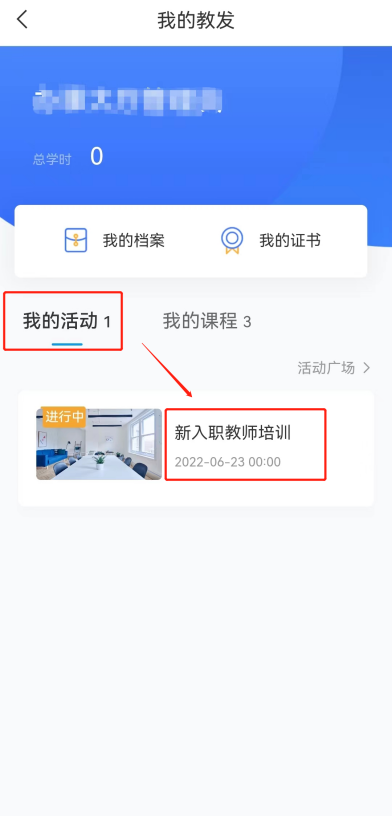 我的教发
总学时 0
我的档案 我的证书
我的活动 1 我的课程 3
活动广场
进行中
新入职教师培训
2022-06-23 00:00